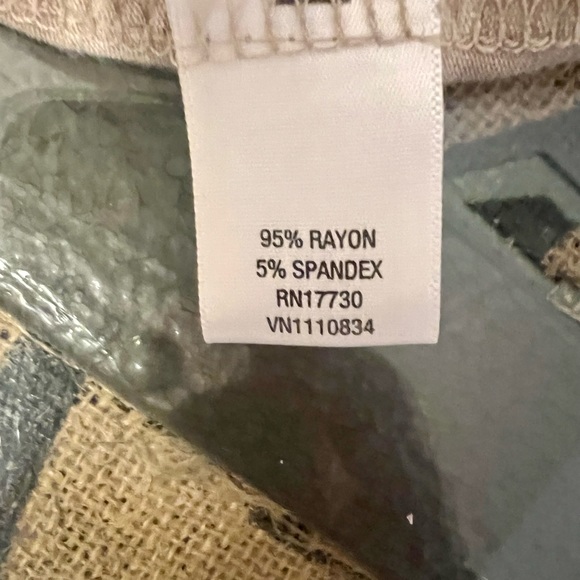 95% RAYON
5% SPANDEX
RN17730
VN1110834